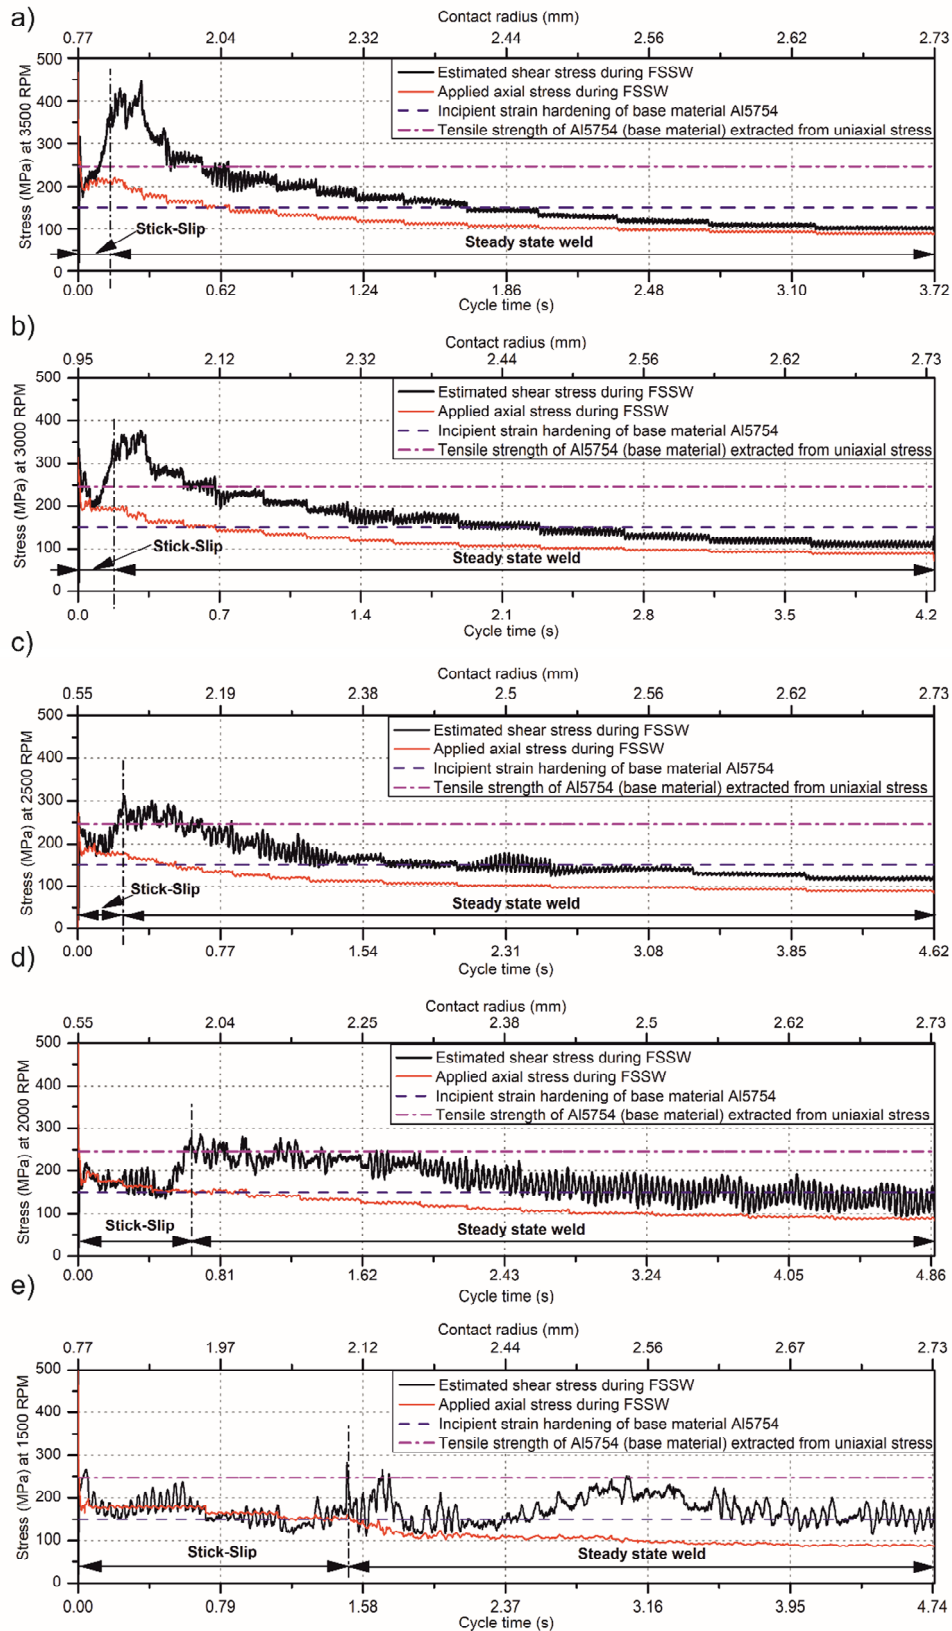 a)
Contact radius (mm)
0.77 2.04 2.32 2.44 2.56 2.62 2.73
500
400
300
200
100
0
Stress (MPa) at 3500 RPM
Estimated shear stress during FSSW
Applied axial stress during FSSW
Incipient strain hardening of base material Al5754
Tensile strength of Al5754 (base material) extracted from uniaxial stress
Stick-Slip
Steady state weld
0.00 0.62 1.24 1.86 2.48 3.10 3.72
Cycle time (s)
b)
Contact radius (mm)
0.95 2.12 2.32 2.44 2.56 2.62 2.73
500
400
300
200
100
0
Stress (MPa) at 3000 RPM
Estimated shear stress during FSSW
Applied axial stress during FSSW
Incipient strain hardening of base material Al5754
Tensile strength of Al5754 (base material) extracted from uniaxial stress
Stick-Slip
Steady state weld
0.0 0.7 1.4 2.1 2.8 3.5 4.2
Cycle time (s)
c)
Contact radius (mm)
0.55 2.19 2.38 2.5 2.56 2.62 2.73
500
400
300
200
100
0
Stress (MPa) at 2500 RPM
Estimated shear stress during FSSW
Applied axial stress during FSSW
Incipient strain hardening of base material Al5754
Tensile strength of Al5754 (base material) extracted from uniaxial stress
Stick-Slip
Steady state weld
0.00 0.77 1.54 2.31 3.08 3.85 4.62
Cycle time (s)
d)
Contact radius (mm)
0.55 2.04 2.25 2.38 2.5 2.62 2.73
500
400
300
200
100
0
Stress (MPa) at 2000 RPM
Estimated shear stress during FSSW
Applied axial stress during FSSW
Incipient strain hardening of base material Al5754
Tensile strength of Al5754 (base material) extracted from uniaxial stress
Stick-Slip
Steady state weld
0.00 0.81 1.62 2.43 3.24 4.05 4.86
Cycle time (s)
e)
Contact radius (mm)
0.77 1.97 2.12 2.44 2.56 2.67 2.73
500
400
300
200
100
0
Stress (MPa) at 1500 RPM
Estimated shear stress during FSSW
Applied axial stress during FSSW
Incipient strain hardening of base material Al5754
Tensile strength of Al5754 (base material) extracted from uniaxial stress
Stick-Slip
Steady state weld
0.00 0.79 1.58 2.37 3.16 3.95 4.74
Cycle time (s)